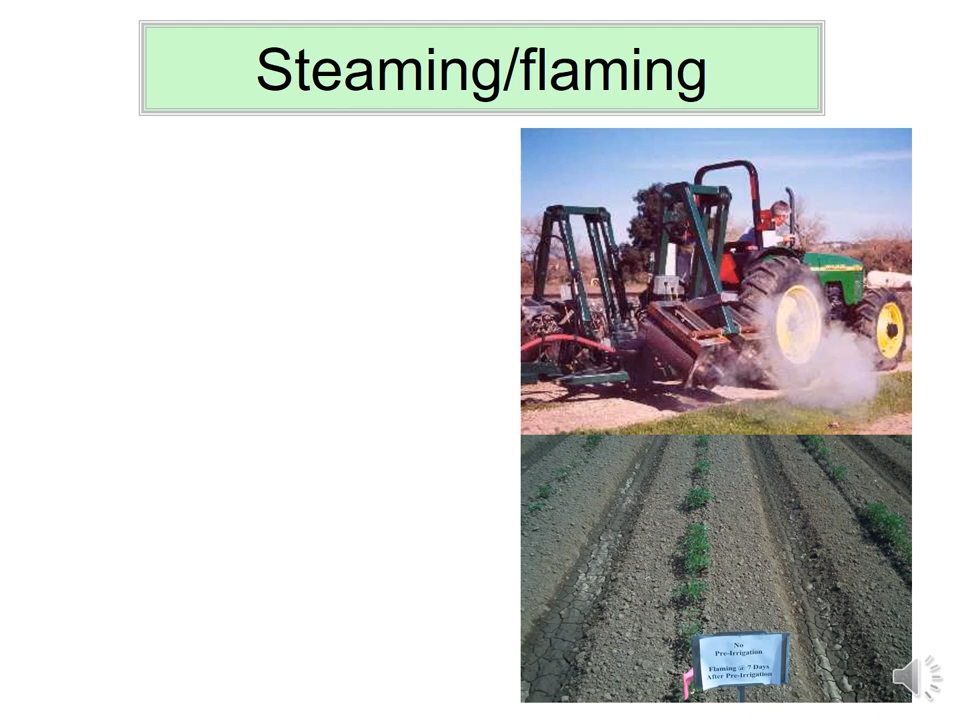 Steaming/flaming
No
Pre-Irrigation
Flaming @ 7 Days
After Pre-Irrigation